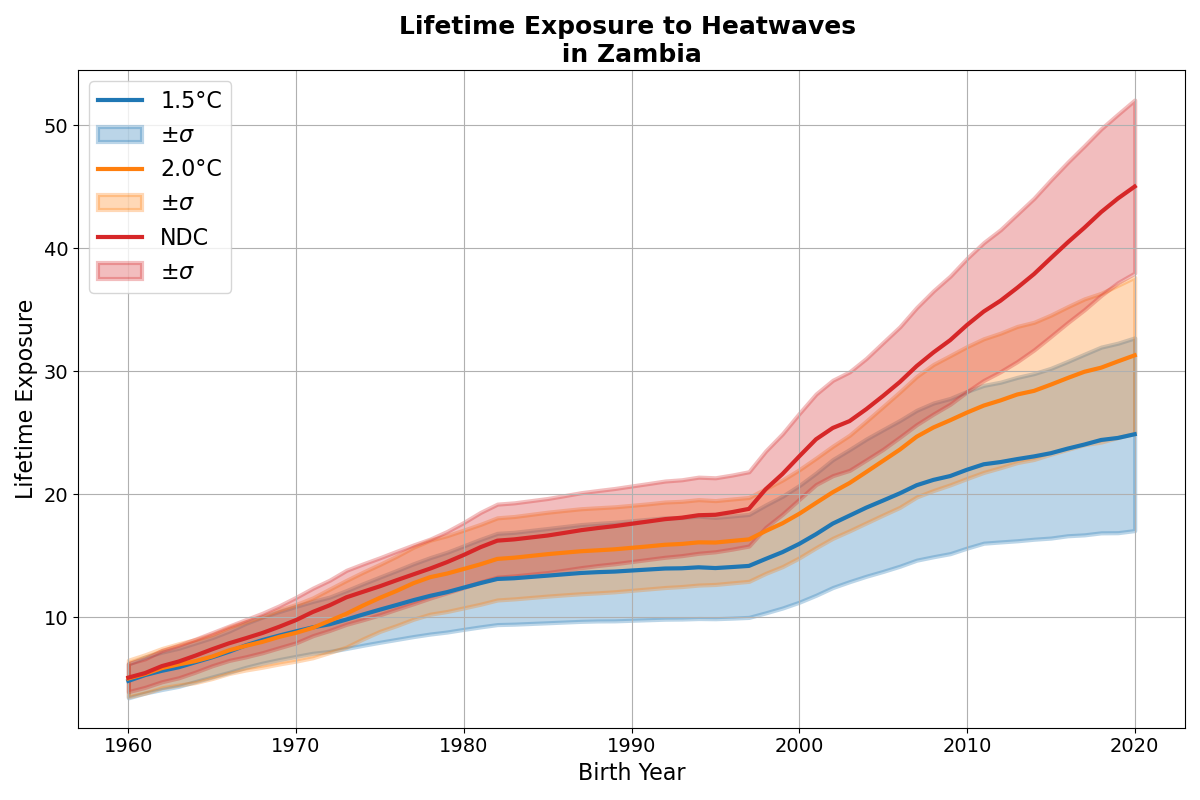 Lifetime Exposure to Heatwaves
in Zambia
1.5°C
±σ
2.0°C
±σ
NDC
±σ
Lifetime Exposure
50
40
30
20
10
1960
1970
1980
1990
2000
2010
2020
Birth Year